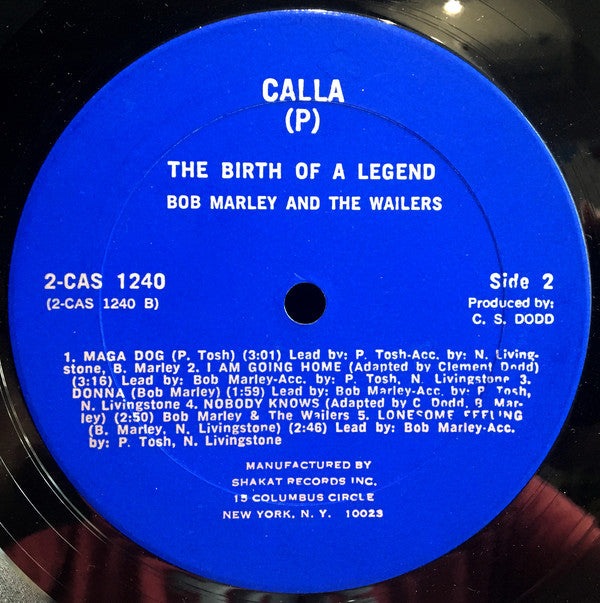 CALLA
(P)
THE BIRTH OF A LEGEND
BOB MARLEY AND THE WAILERS
2-CAS 1240
(2-CAS 1240 B)
Side 2
Produced by:
C. S. DODD
1. MAGA DOG (P. Tosh) (3:01) Lead by: P. Tosh-Acc. by: N. Living-
stone, B. Marley 2. I AM GOING HOME (Adapted by Clement Dodd)
(3:16) Lead by: Bob Marley-Acc. by: P. Tosh, N. Livingstone 3.
DONNA (Bob Marley) (1:59) Lead by: Bob Marley-Acc. by: P. Tosh,
N. Livingstone 4. NOBODY KNOWS (Adapted by C. Dodd, B. Mar-
ley) (2:50) Bob Marley & The Wailers 5. LONESOME FEELING
(B. Marley, N. Livingstone) (2:46) Lead by: Bob Marley-Acc.
by: P. Tosh, N. Livingstone
MANUFACTURED BY
SHAKAT RECORDS INC.
15 COLUMBUS CIRCLE
NEW YORK, N. Y. 10023